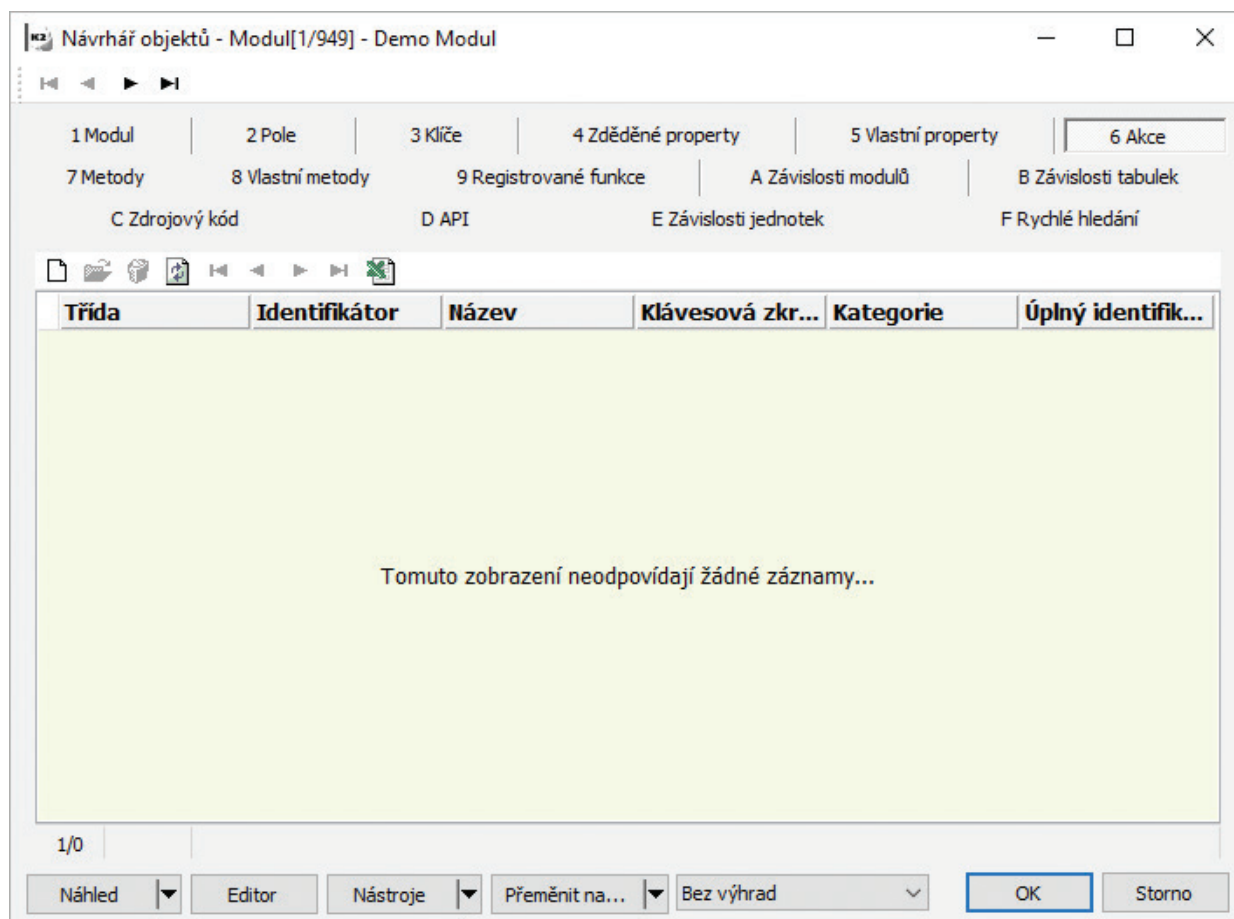 K2 Návrhář objektů - Modul[1/949] - Demo Modul
1 Modul 2 Pole 3 Klíče 4 Zděděné property 5 Vlastní property 6 Akce
7 Metody 8 Vlastní metody 9 Registrované funkce A Závislosti modulů B Závislosti tabulek
C Zdrojový kód D API E Závislosti jednotek F Rychlé hledání
Třída Identifikátor Název Klávesová zkr... Kategorie Úplný identifik...
Tomuto zobrazení neodpovídají žádné záznamy...
1/0
Náhled Editor Nástroje Přeměnit na... Bez výhrad OK Storno